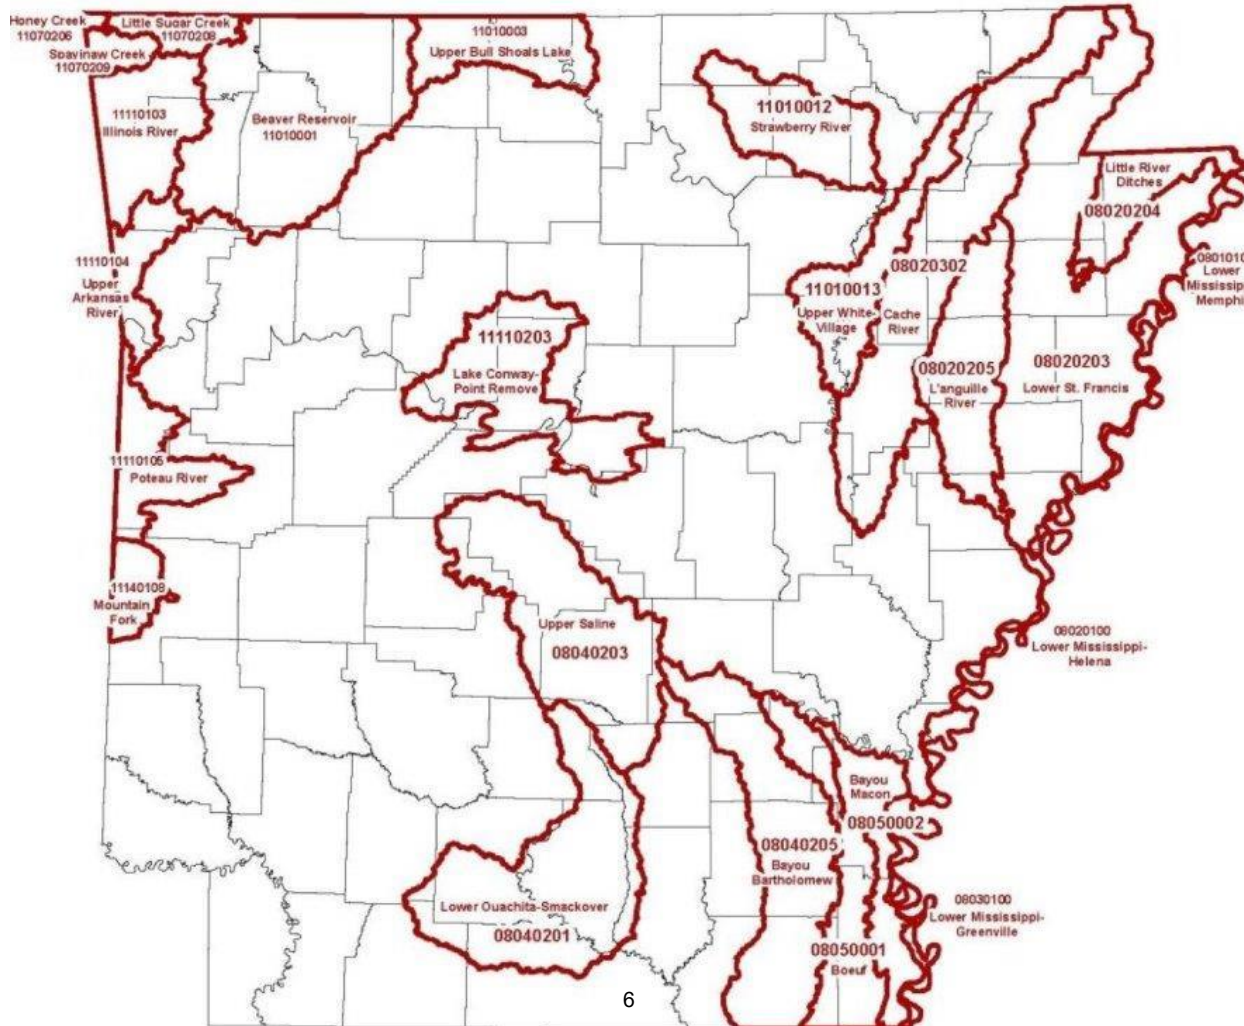 Honey Creek
11070206
Little Sugar Creek
11070208
Spavinaw Creek
11070209
11010003
Upper Bull Shoals Lake
11110103
Illinois River
Beaver Reservoir
11010001
11010012
Strawberry River
Little River
Ditches
08020204
11110104
Upper
Arkansas
River
08020302
Cache
River
11010013
Upper White-
Village
0801010
Lower
Mississip
Memphi
11110203
Lake Conway-
Point Remove
08020205
L'anguille
River
08020203
Lower St. Francis
11110105
Poteau River
11140108
Mountain
Fork
Upper Saline
08040203
08020100
Lower Mississippi-
Helena
Bayou
Macon
08050002
08040205
Bayou
Bartholomew
Lower Ouachita-Smackover
08040201
08030100
Lower Mississippi-
Greenville
08050001
Boeuf
6